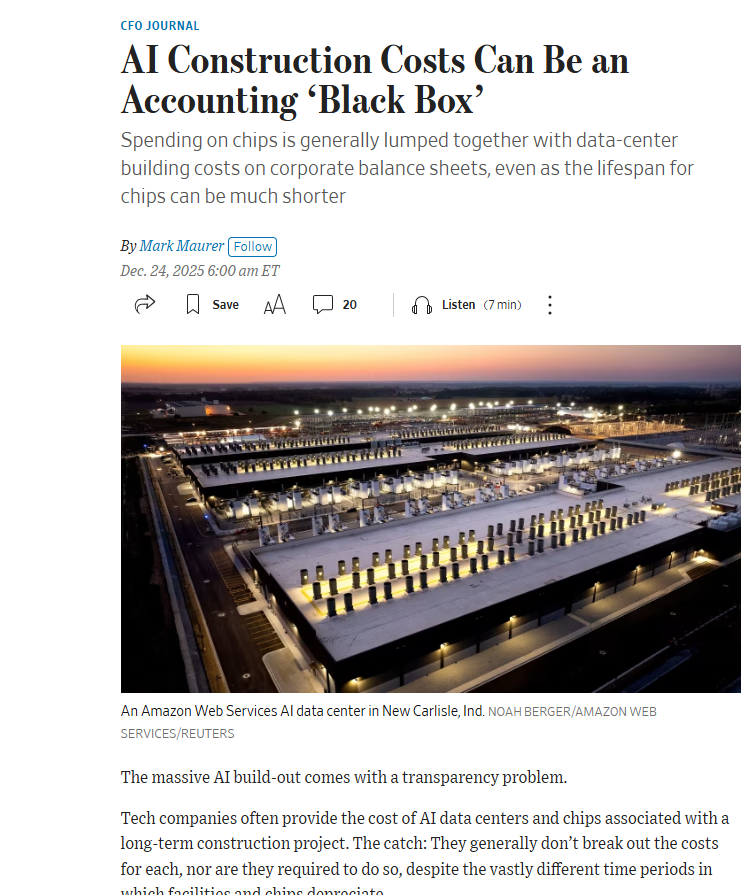 CFO JOURNAL
AI Construction Costs Can Be an
Accounting ‘Black Box’
Spending on chips is generally lumped together with data-center
building costs on corporate balance sheets, even as the lifespan for
chips can be much shorter
By Mark Maurer Follow
Dec. 24, 2025 6:00 am ET
Save AA 20 Listen (7 min)
An Amazon Web Services AI data center in New Carlisle, Ind. NOAH BERGER/AMAZON WEB
SERVICES/REUTERS
The massive AI build-out comes with a transparency problem.
Tech companies often provide the cost of AI data centers and chips associated with a
long-term construction project. The catch: They generally don’t break out the costs
for each, nor are they required to do so, despite the vastly different time periods in
which facilities and chips depreciate.